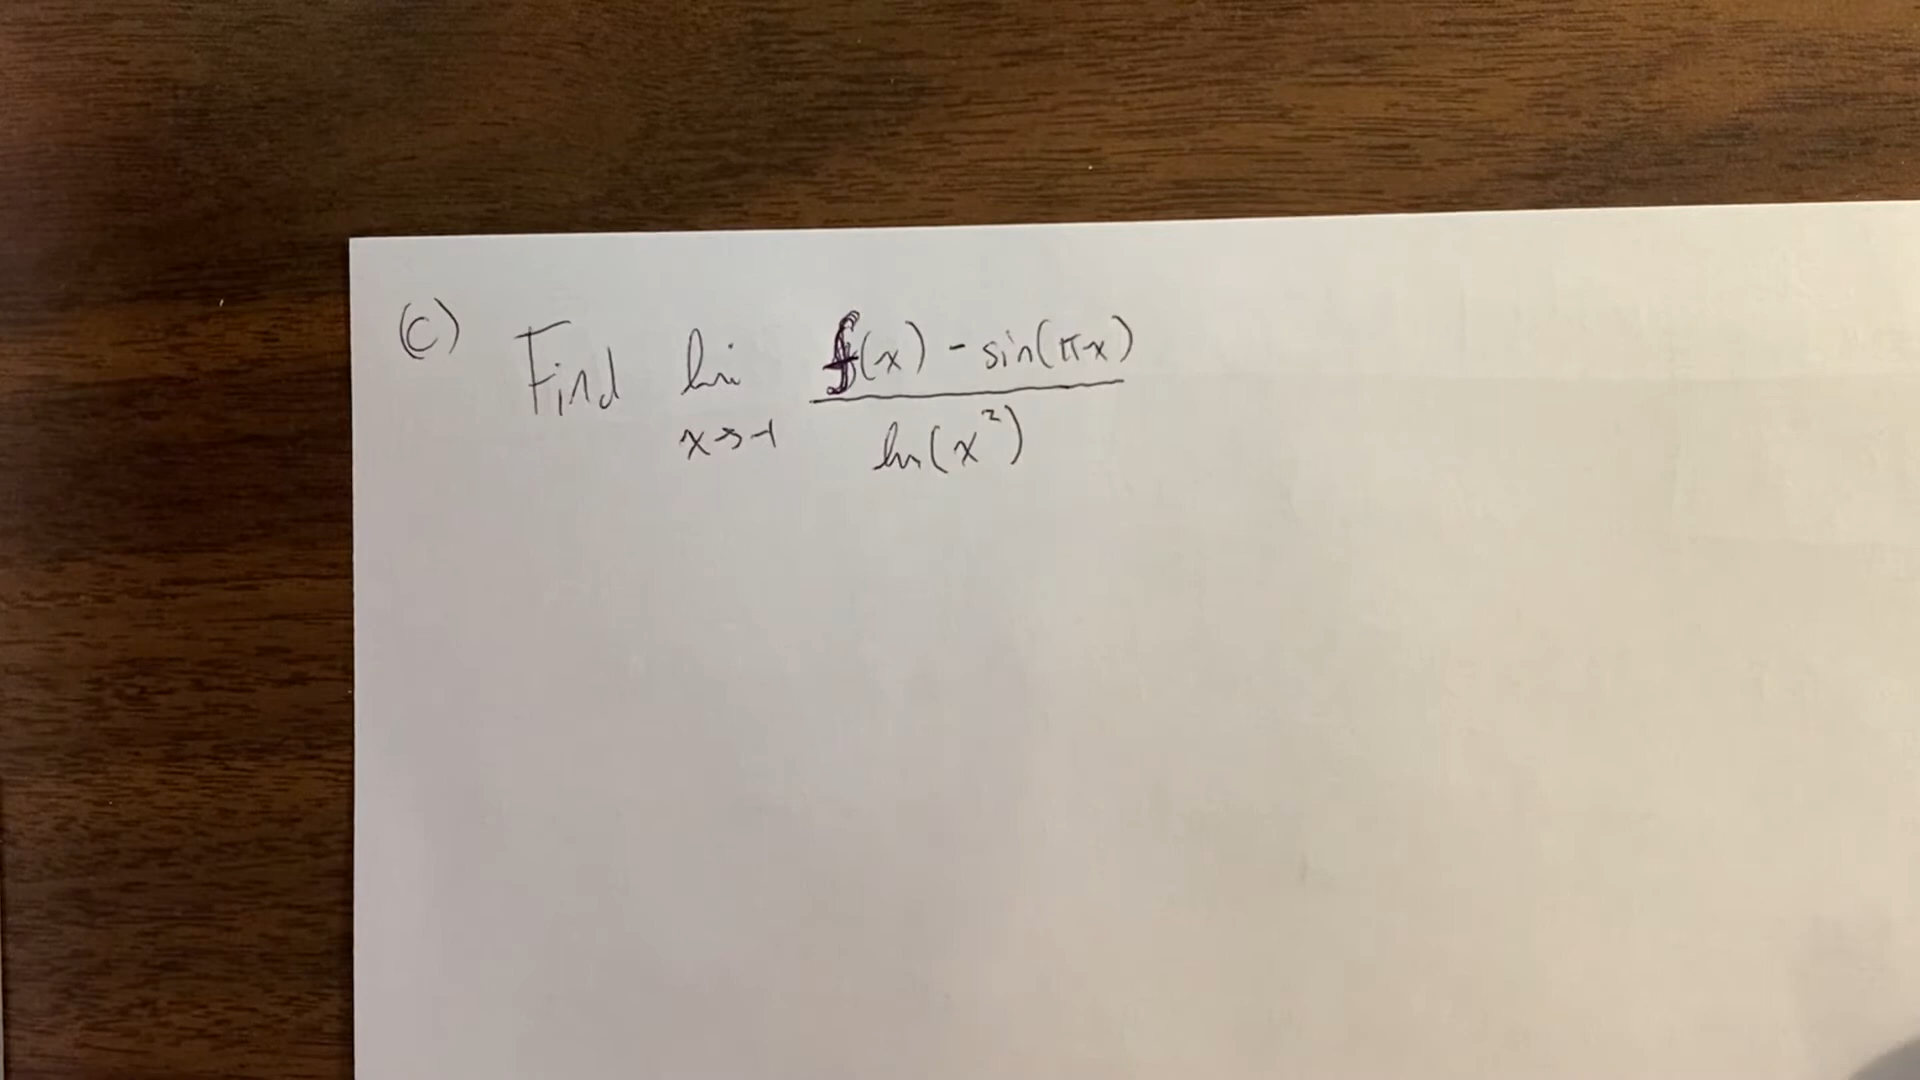 (c) Find lim x→-1 f(x) - sin(πx) / ln(x²)